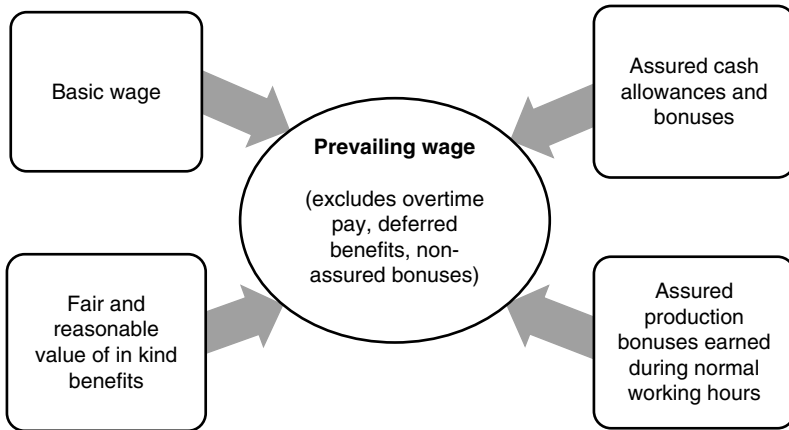 Basic wage
Assured cash
allowances and
bonuses
Prevailing wage
(excludes overtime
pay, deferred
benefits, non-
assured bonuses)
Fair and
reasonable
value of in kind
benefits
Assured
production
bonuses earned
during normal
working hours